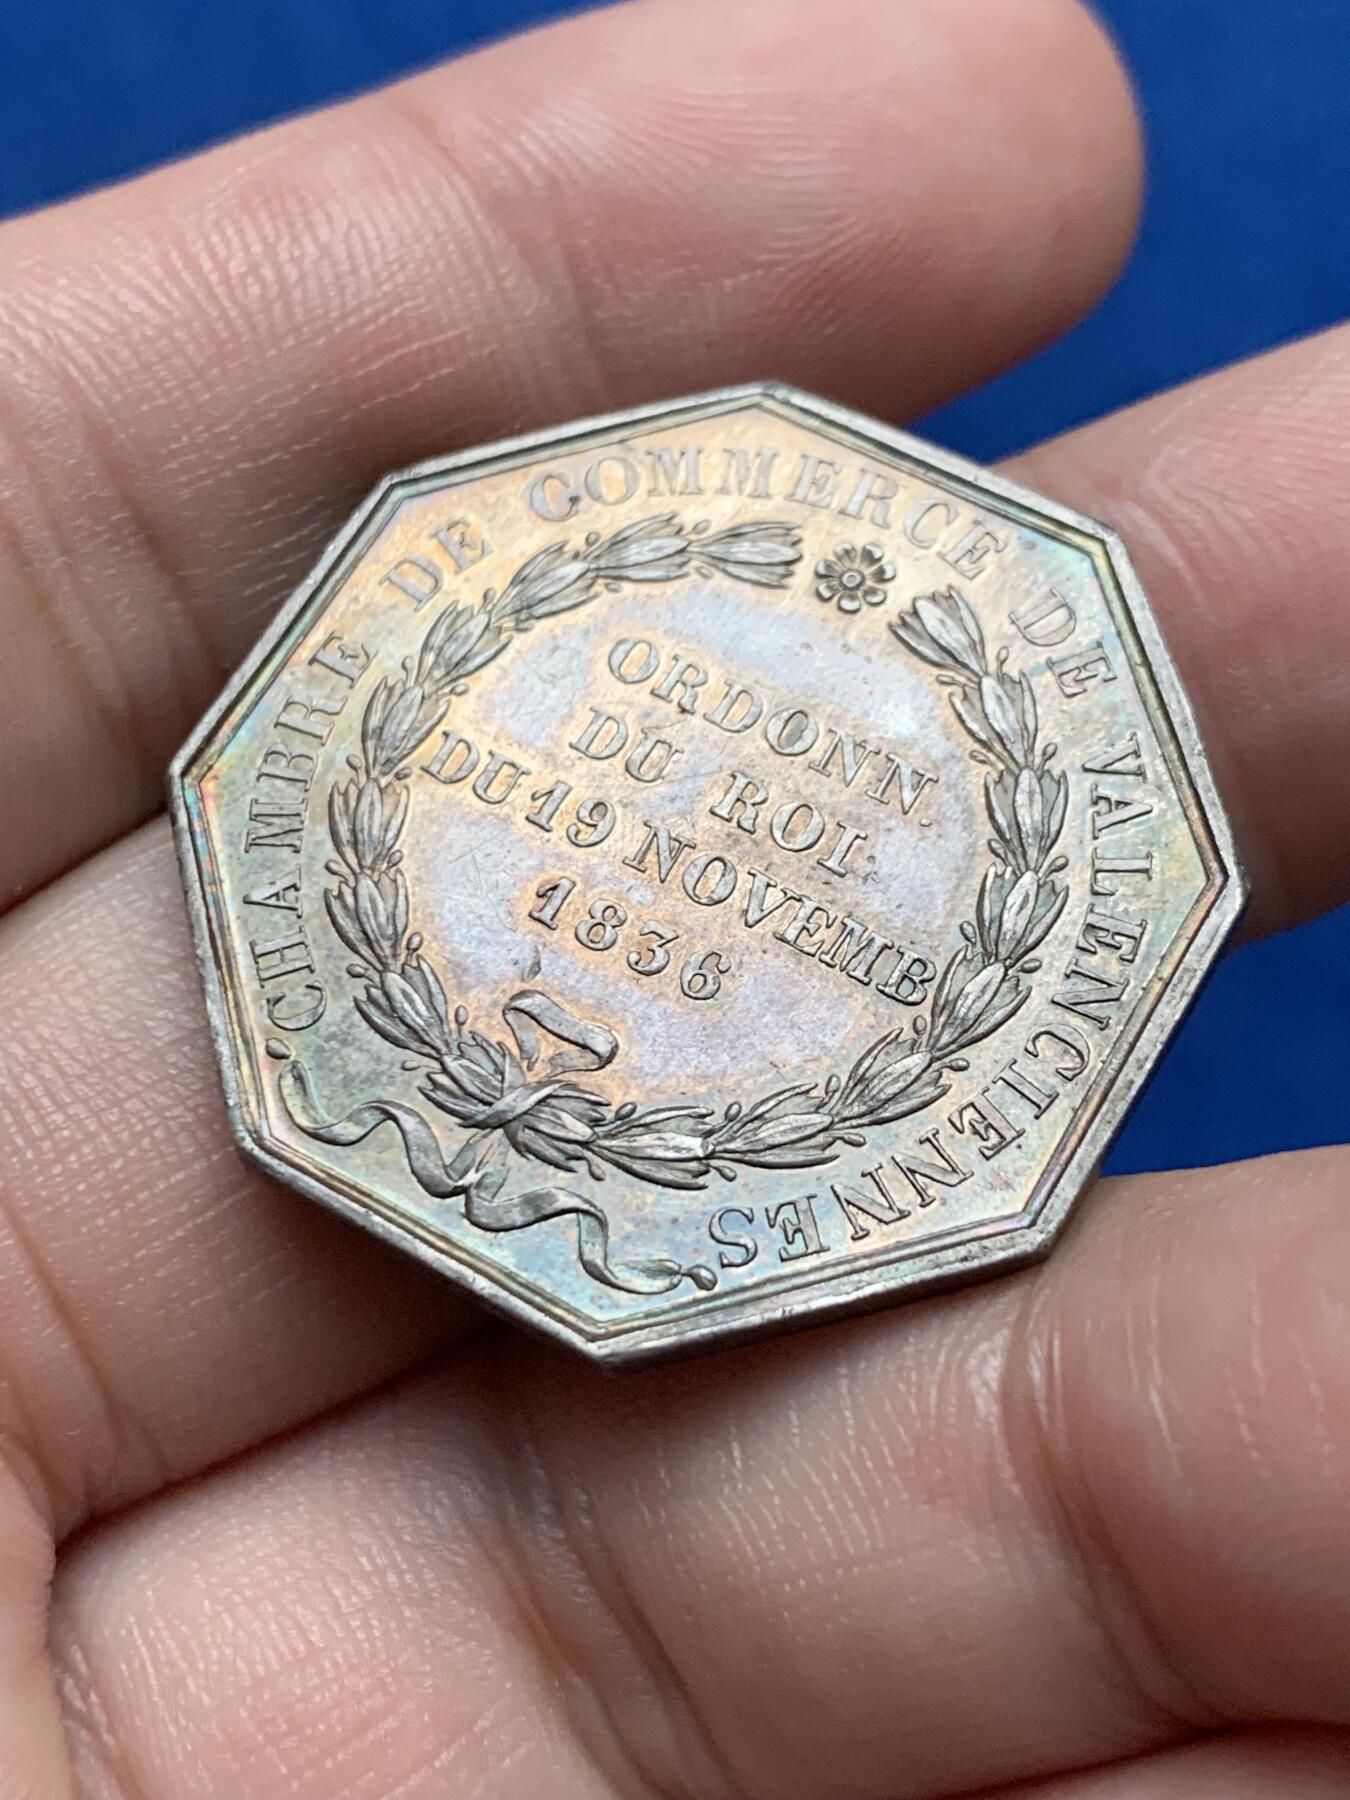 CHAMBRE DE COMMERCE DE VALENCIENNES
ORDONN.
DU ROI.
DU 19 NOVEMB
1836